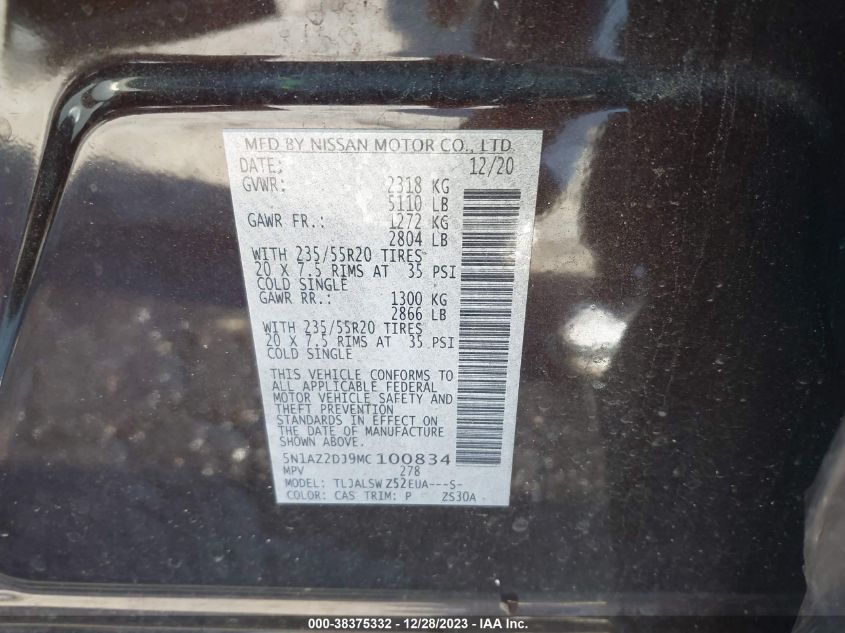 MFD BY NISSAN MOTOR CO., LTD.
DATE: 12/20
GVWR: 2318 KG
5110 LB
GAWR FR.: 1272 KG
2804 LB
WITH 235/55R20 TIRES
20 X 7.5 RIMS AT 35 PSI
COLD SINGLE
GAWR RR.: 1300 KG
2866 LB
WITH 235/55R20 TIRES
20 X 7.5 RIMS AT 35 PSI
COLD SINGLE
THIS VEHICLE CONFORMS TO
ALL APPLICABLE FEDERAL
MOTOR VEHICLE SAFETY AND
THEFT PREVENTION
STANDARDS IN EFFECT ON
THE DATE OF MANUFACTURE
SHOWN ABOVE.
5N1AZ2DJ9MC100834
MPV 278
MODEL: TLJALSWZ52EUA---S-
COLOR: CAS TRIM: P ZS30A
000-38375332 - 12/28/2023 - IAA Inc.